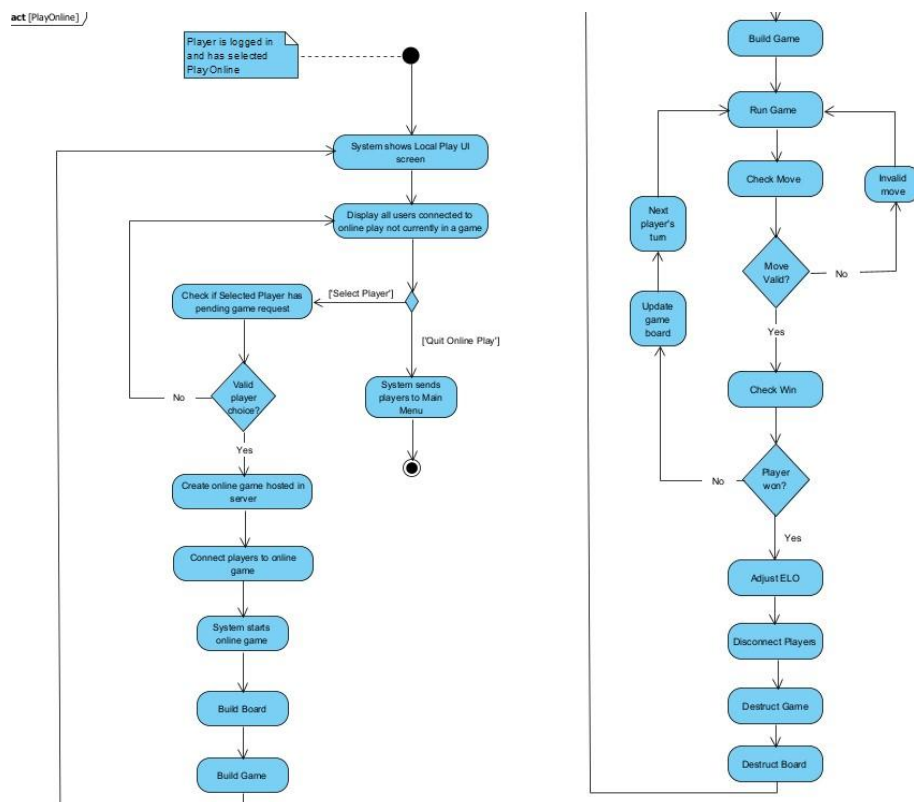 act [PlayOnline]
Player is logged in
and has selected
PlayOnline
System shows Local Play UI
screen
Display all users connected to
online play not currently in a game
['Select Player']
Check if Selected Player has
pending game request
['Quit Online Play']
Valid
player
choice?
No
Yes
System sends
players to Main
Menu
Create online game hosted in
server
Connect players to online
game
System starts
online game
Build Board
Build Game
Build Game
Run Game
Check Move
Invalid
move
Next
player's
turn
Move
Valid?
No
Update
game
board
Yes
Check Win
Player
won?
No
Yes
Adjust ELO
Disconnect Players
Destruct Game
Destruct Board